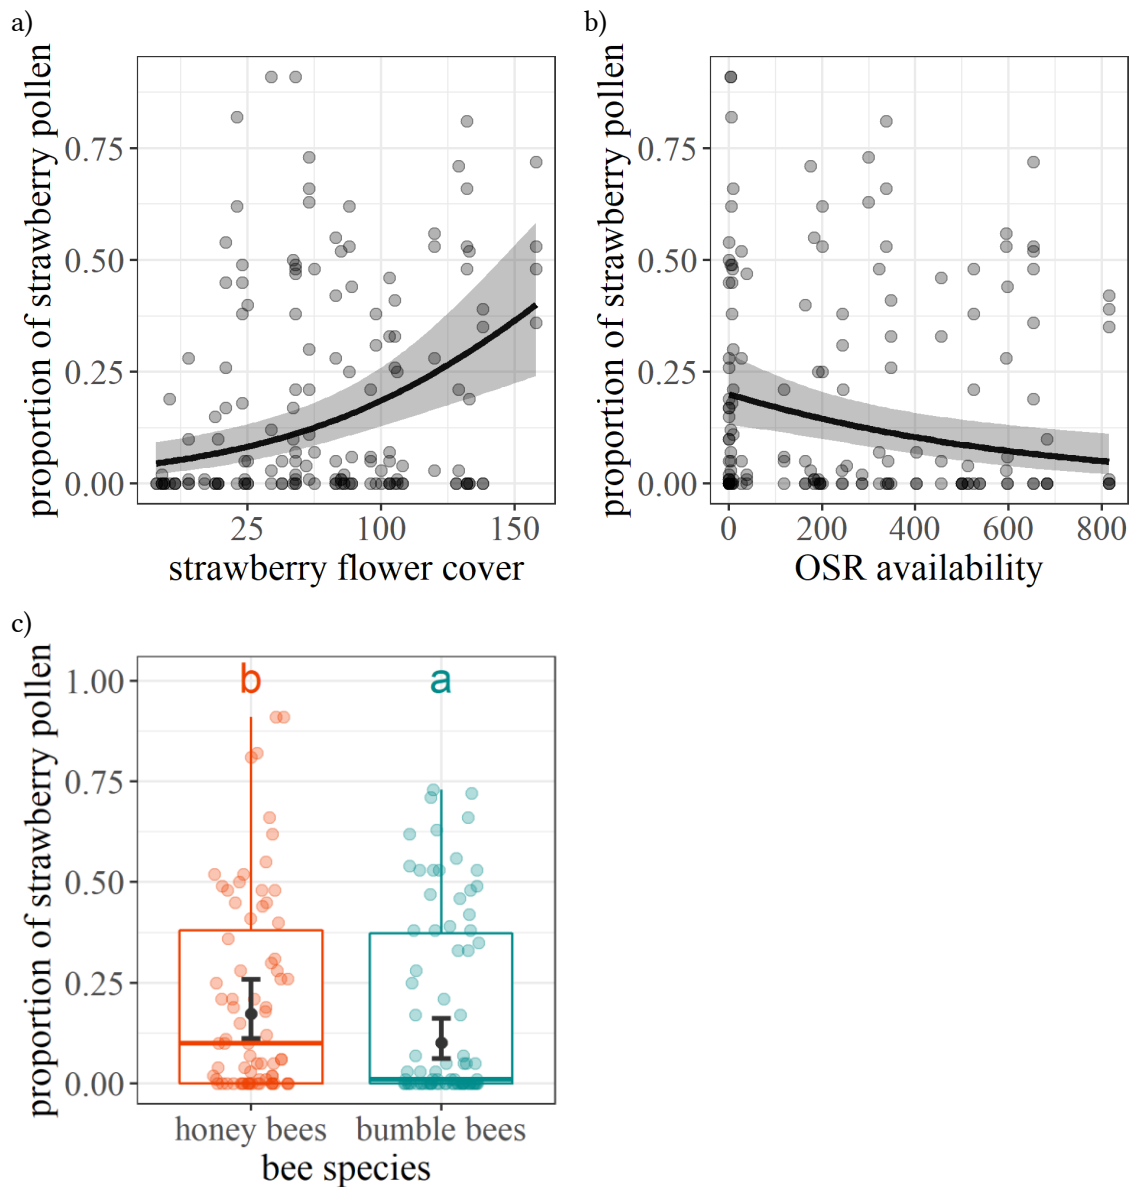 a)
proportion of strawberry pollen
0.75
0.50
0.25
0.00
25
100
150
strawberry flower cover
b)
proportion of strawberry pollen
0.75
0.50
0.25
0.00
0
200
400
600
800
OSR availability
c)
proportion of strawberry pollen
1.00
0.75
0.50
0.25
0.00
b
a
honey bees
bumble bees
bee species